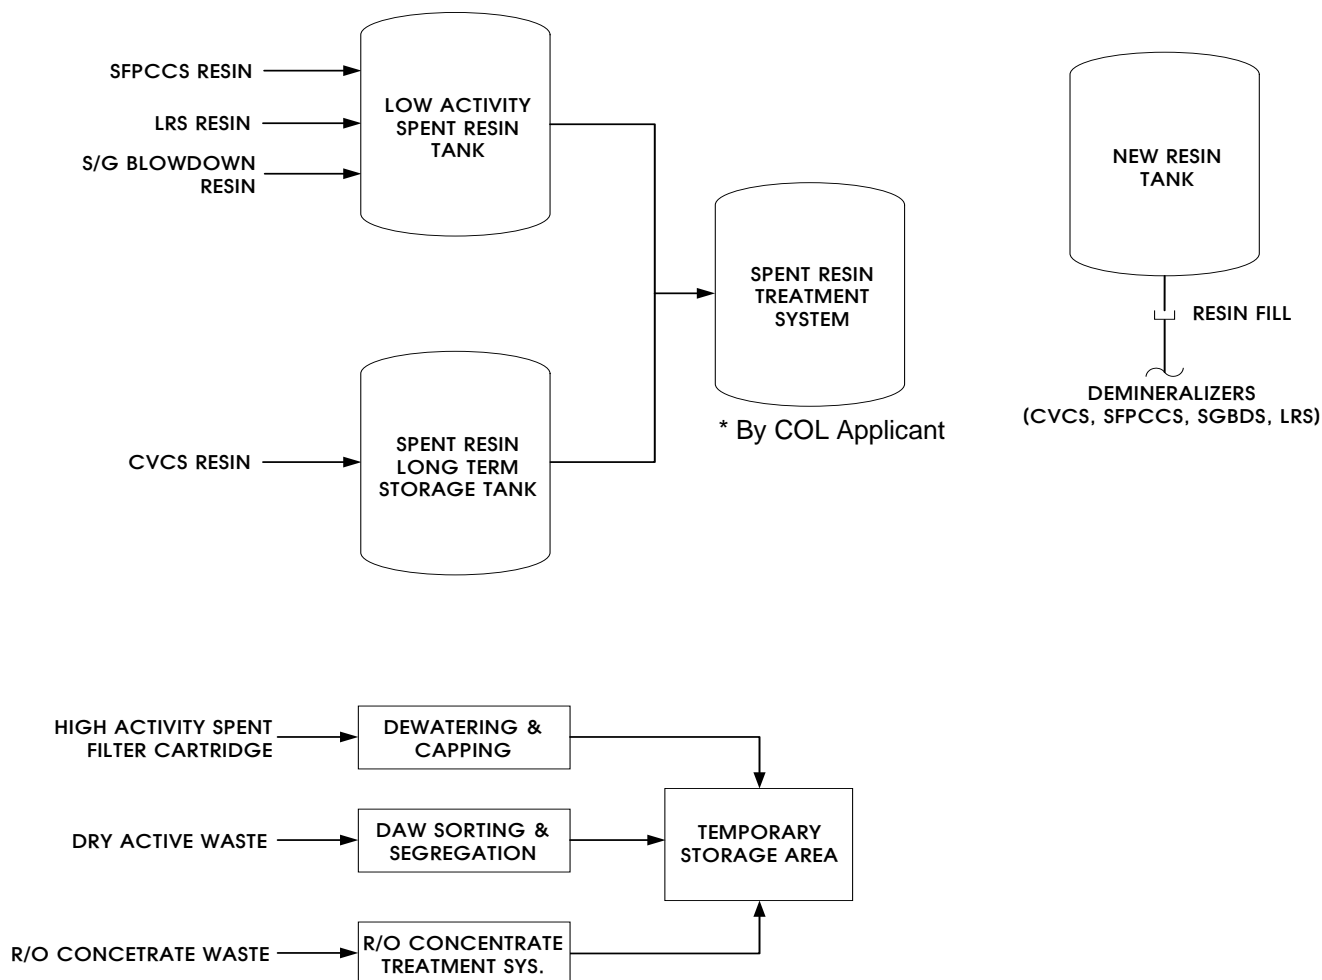 SFPCCS RESIN
LRS RESIN
S/G BLOWDOWN
RESIN
LOW ACTIVITY
SPENT RESIN
TANK
SPENT RESIN
TREATMENT
SYSTEM
* By COL Applicant
NEW RESIN
TANK
RESIN FILL
DEMINERALIZERS
(CVCS, SFPCCS, SGBDS, LRS)
CVCS RESIN
SPENT RESIN
LONG TERM
STORAGE TANK
HIGH ACTIVITY SPENT
FILTER CARTRIDGE
DEWATERING &
CAPPING
DRY ACTIVE WASTE
DAW SORTING &
SEGREGATION
TEMPORARY
STORAGE AREA
R/O CONCETRATE WASTE
R/O CONCENTRATE
TREATMENT SYS.